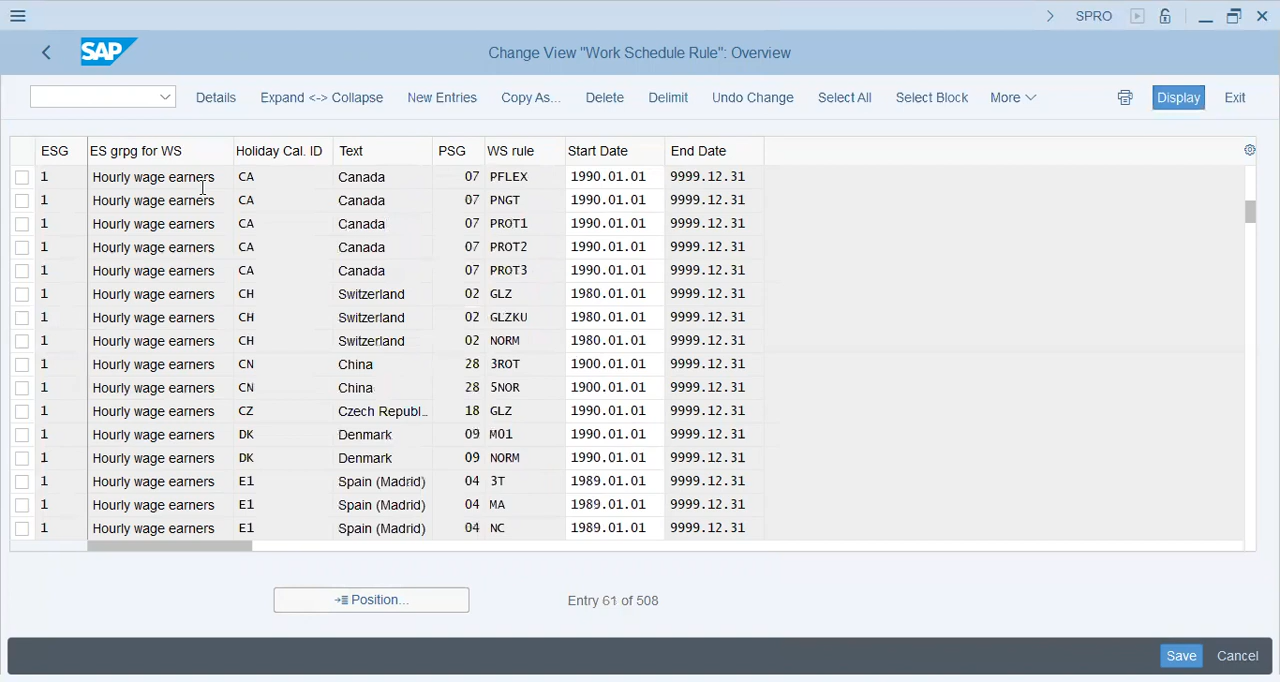 SPRO
SAP Change View "Work Schedule Rule": Overview
Details Expand <-> Collapse New Entries Copy As... Delete Delimit Undo Change Select All Select Block More Display Exit
ESG ES grpg for WS Holiday Cal. ID Text PSG WS rule Start Date End Date
1 Hourly wage earners CA Canada 07 PFLEX 1990.01.01 9999.12.31
1 Hourly wage earners CA Canada 07 PNGT 1990.01.01 9999.12.31
1 Hourly wage earners CA Canada 07 PROT1 1990.01.01 9999.12.31
1 Hourly wage earners CA Canada 07 PROT2 1990.01.01 9999.12.31
1 Hourly wage earners CA Canada 07 PROT3 1990.01.01 9999.12.31
1 Hourly wage earners CH Switzerland 02 GLZ 1980.01.01 9999.12.31
1 Hourly wage earners CH Switzerland 02 GLZKU 1980.01.01 9999.12.31
1 Hourly wage earners CH Switzerland 02 NORM 1980.01.01 9999.12.31
1 Hourly wage earners CN China 28 3ROT 1900.01.01 9999.12.31
1 Hourly wage earners CN China 28 5NOR 1900.01.01 9999.12.31
1 Hourly wage earners CZ Czech Republ... 18 GLZ 1990.01.01 9999.12.31
1 Hourly wage earners DK Denmark 09 M01 1990.01.01 9999.12.31
1 Hourly wage earners DK Denmark 09 NORM 1990.01.01 9999.12.31
1 Hourly wage earners E1 Spain (Madrid) 04 3T 1989.01.01 9999.12.31
1 Hourly wage earners E1 Spain (Madrid) 04 MA 1989.01.01 9999.12.31
1 Hourly wage earners E1 Spain (Madrid) 04 NC 1989.01.01 9999.12.31
Position... Entry 61 of 508
Save Cancel